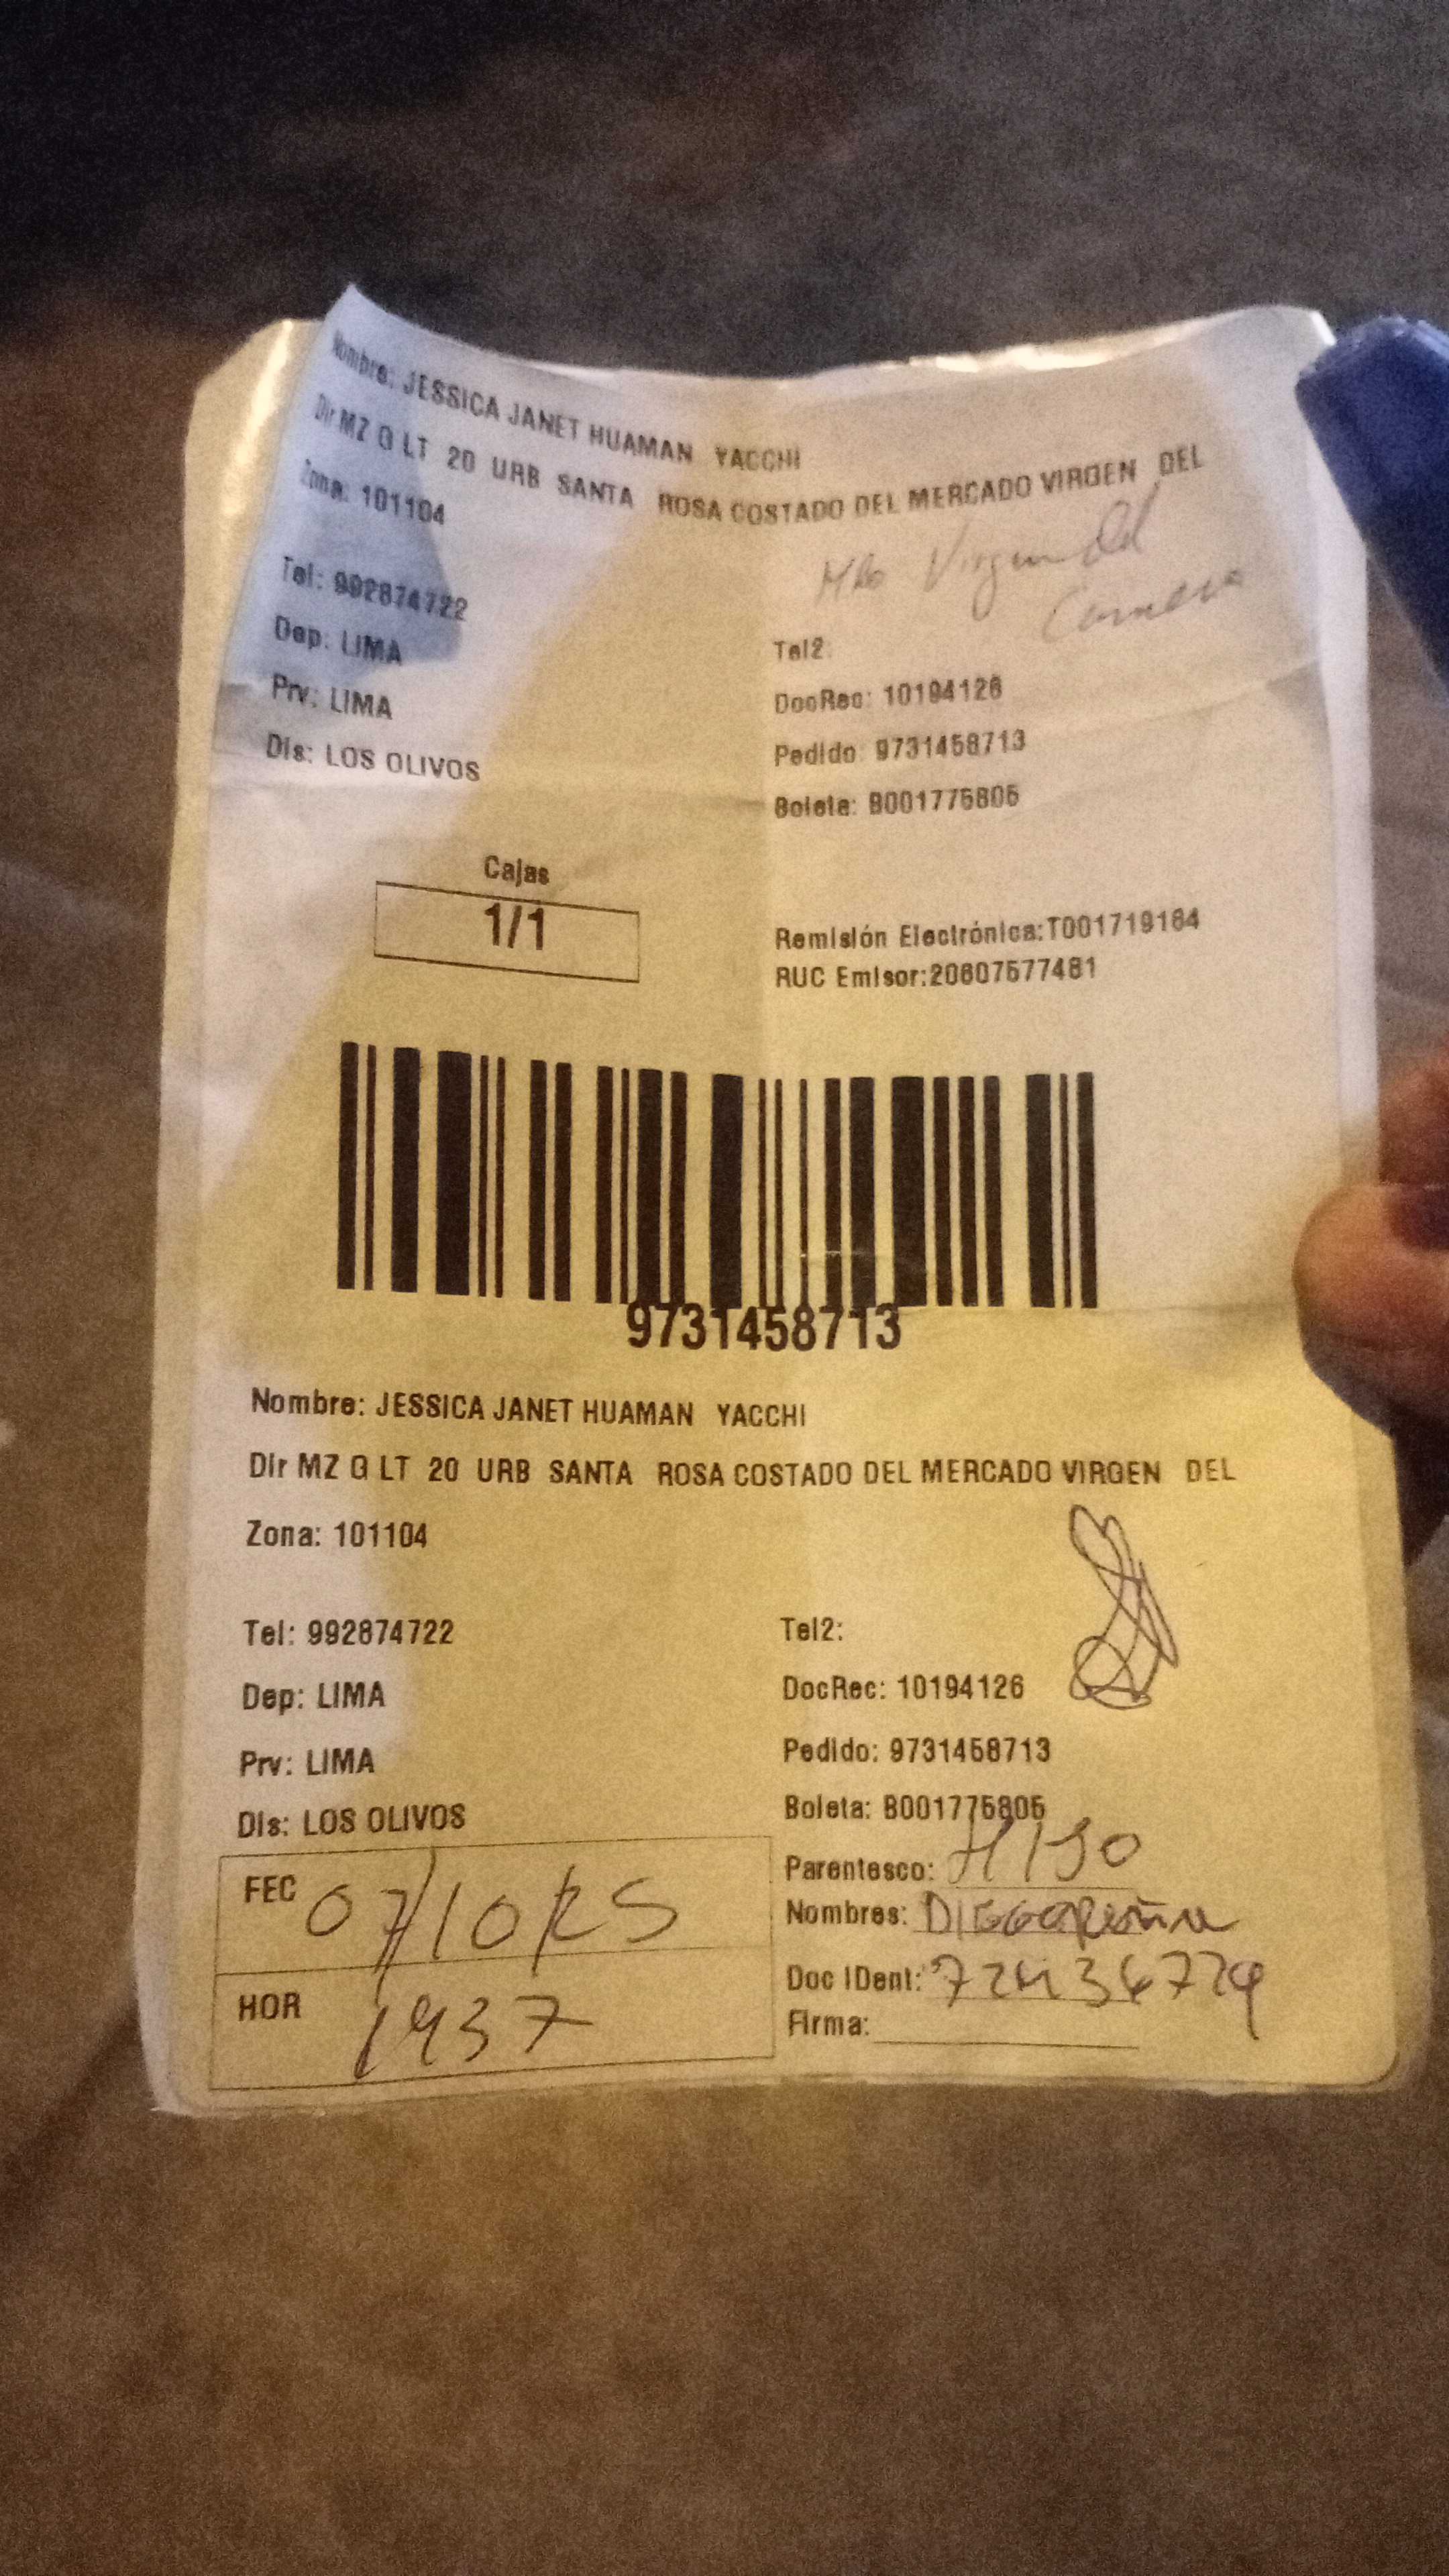 Nombre: JESSICA JANET HUAMAN YACCHI
Dir MZ G LT 20 URB SANTA ROSA COSTADO DEL MERCADO VIRGEN DEL
Zona: 101104
Virgen del
Tel: 992874722
Tel2:
Dep: LIMA
DocRec: 10194126
Prv: LIMA
Pedido: 9731458713
Dis: LOS OLIVOS
Boleta: B001775805
Cajas
1/1
Remisión Electrónica:T001719164
RUC Emisor:20607577481
9731458713
Nombre: JESSICA JANET HUAMAN YACCHI
Dir MZ G LT 20 URB SANTA ROSA COSTADO DEL MERCADO VIRGEN DEL
Zona: 101104
Tel: 992874722
Tel2:
Dep: LIMA
DocRec: 10194126
Prv: LIMA
Pedido: 9731458713
Dis: LOS OLIVOS
Boleta: B001775805
FEC 07/10/25
Parentesco: HIJO
Nombres: DIEGO Peña
HOR 1937
Doc IDent:
Firma: